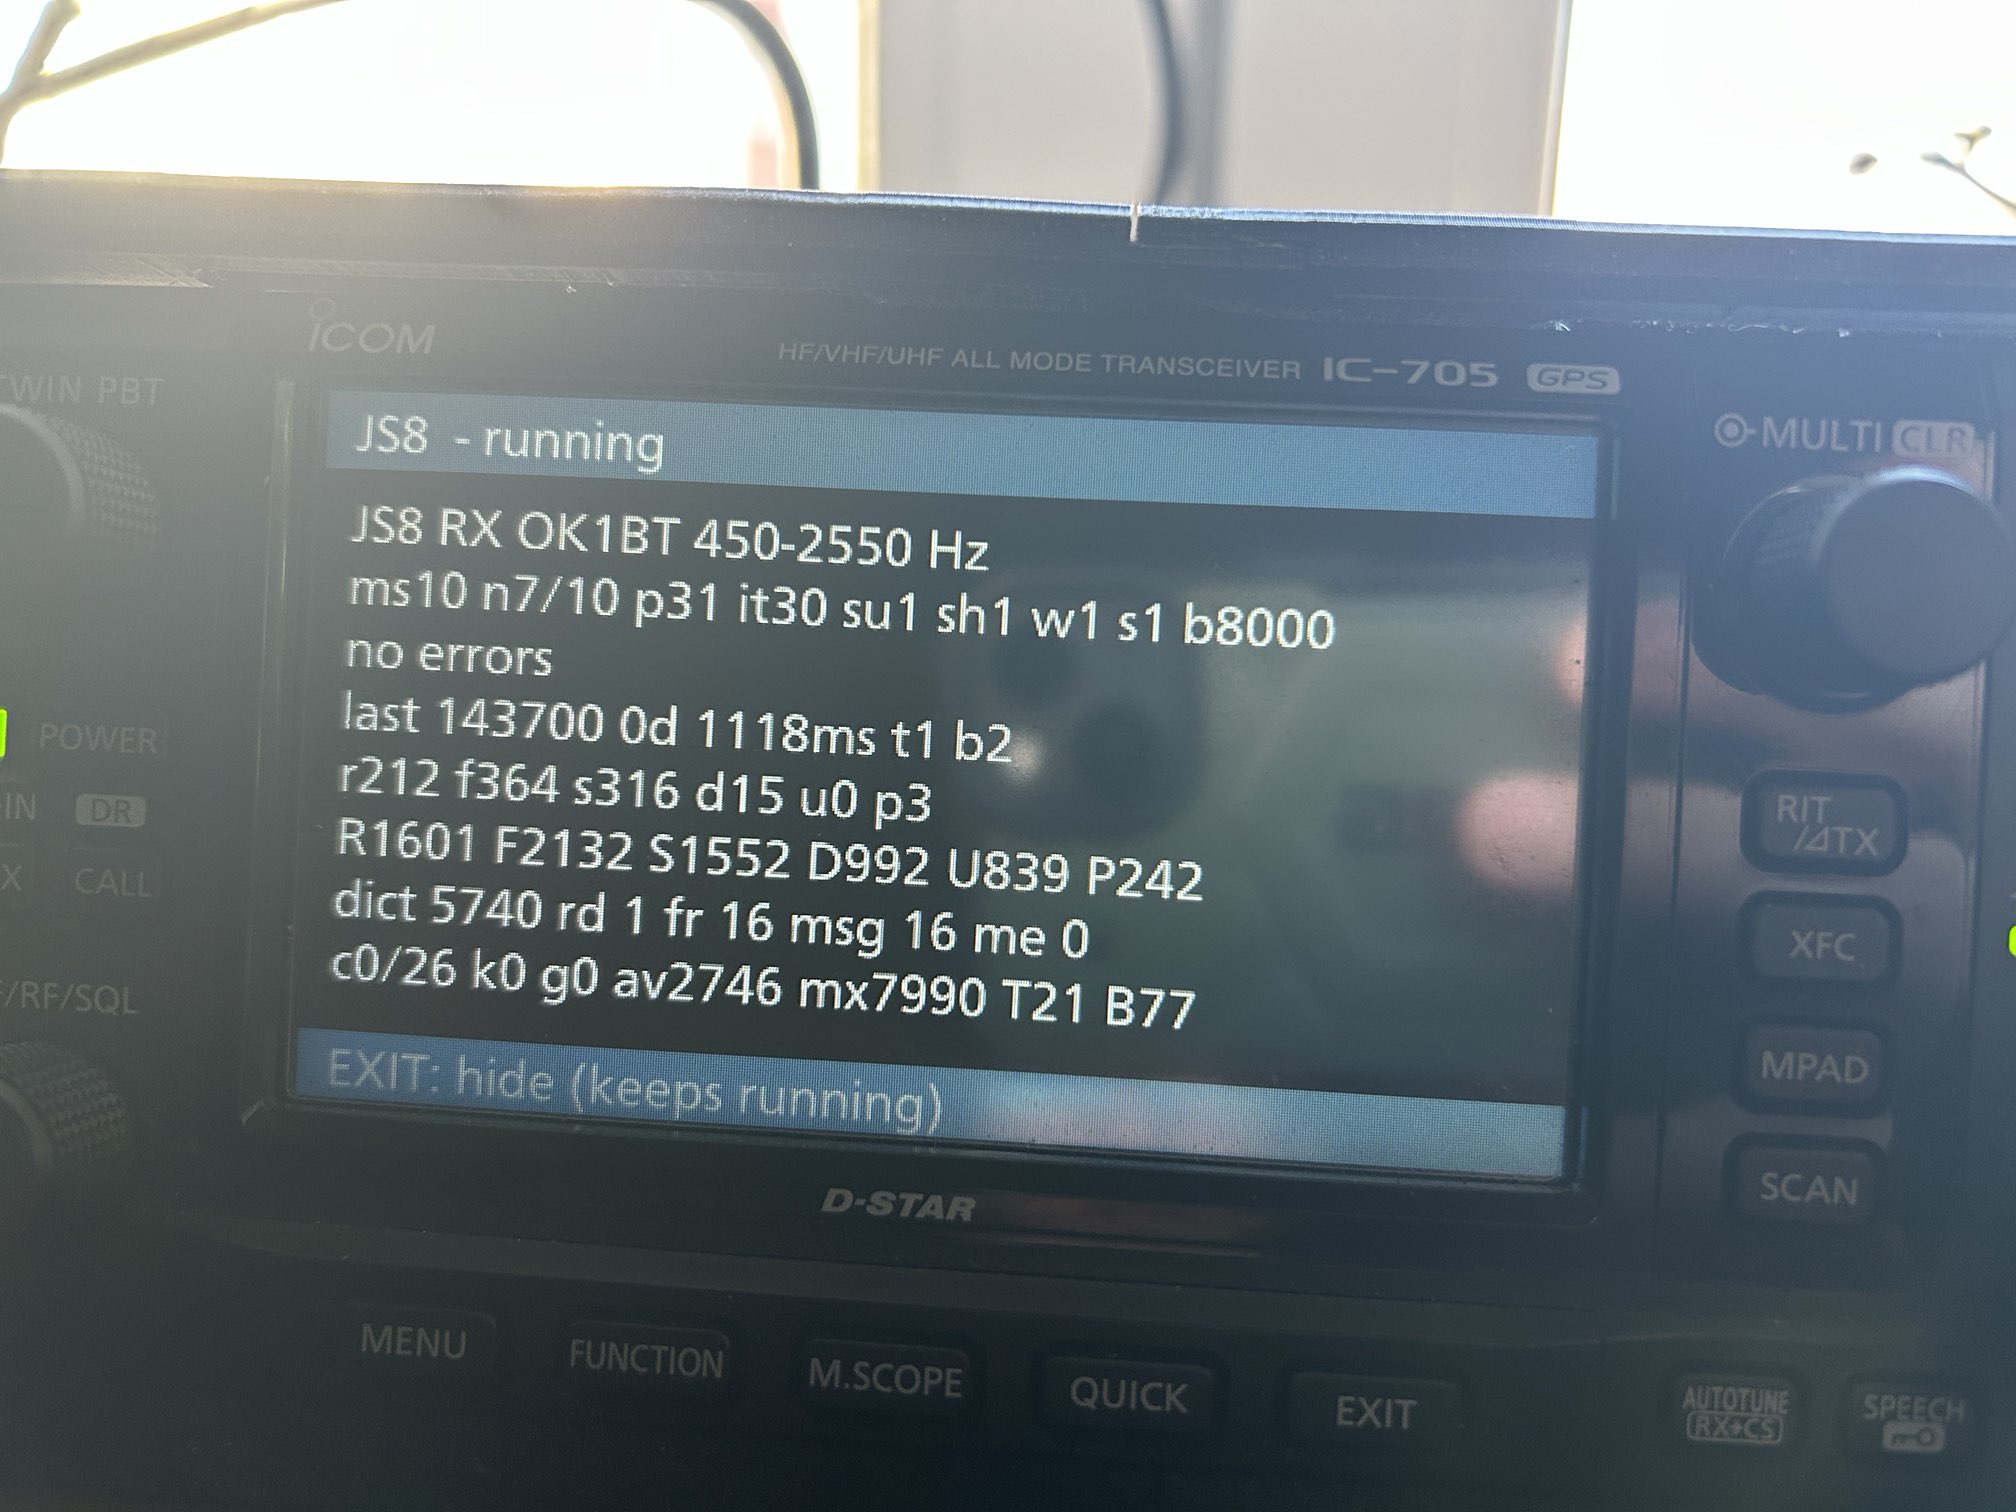 ICOM
HF/VHF/UHF ALL MODE TRANSCEIVER IC-705 GPS
TWIN PBT
MULTI CLR
JS8 - running
JS8 RX OK1BT 450-2550 Hz
ms10 n7/10 p31 it30 su1 sh1 w1 s1 b8000
no errors
last 143700 0d 1118ms t1 b2
r212 f364 s316 d15 u0 p3
R1601 F2132 S1552 D992 U839 P242
dict 5740 rd 1 fr 16 msg 16 me 0
c0/26 k0 g0 av2746 mx7990 T21 B77
EXIT: hide (keeps running)
POWER
DR
CALL
/RF/SQL
RIT
/ΔTX
XFC
MPAD
SCAN
D-STAR
MENU
FUNCTION
M.SCOPE
QUICK
EXIT
AUTOTUNE
RX→CS
SPEECH